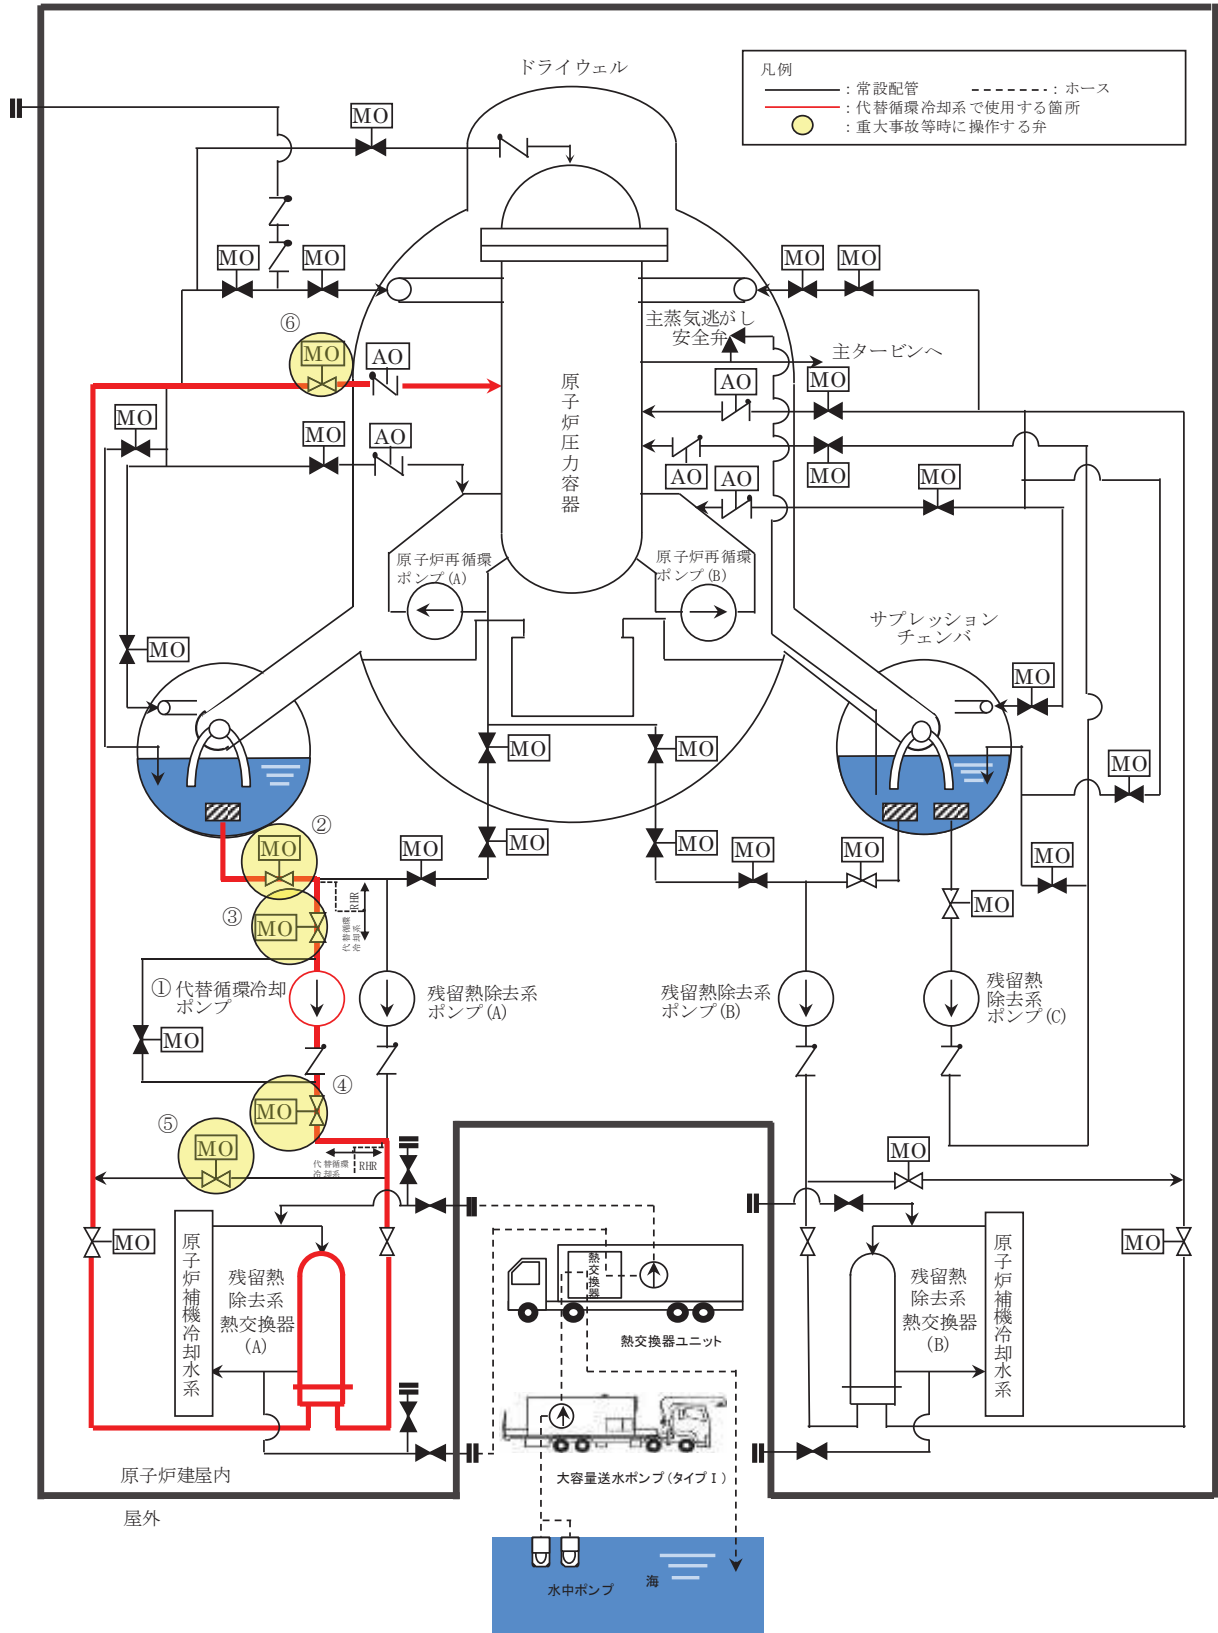 ドライウェル
凡例
：常設配管
：ホース
：代替循環冷却系で使用する箇所
：重大事故等時に操作する弁
MO
MO
MO
MO
MO
⑥
MO
AO
主蒸気逃がし
安全弁
主タービンへ
原子炉圧力容器
AO
MO
MO
MO
AO
MO
AO
AO
MO
原子炉再循環
ポンプ(A)
原子炉再循環
ポンプ(B)
サプレッション
チェンバ
MO
MO
MO
MO
MO
②
MO
MO
MO
MO
MO
MO
MO
③
MO
RHR
代替循環
冷却系
MO
①代替循環冷却
ポンプ
残留熱除去系
ポンプ(A)
残留熱除去系
ポンプ(B)
残留熱
除去系
ポンプ(C)
MO
④
MO
⑤
MO
代替循環
冷却系
RHR
MO
MO
MO
原子炉補機冷却水系
残留熱
除去系
熱交換器
(A)
熱交換器
熱交換器ユニット
残留熱
除去系
熱交換器
(B)
原子炉補機冷却水系
大容量送水ポンプ(タイプⅠ)
原子炉建屋内
屋外
水中ポンプ
海